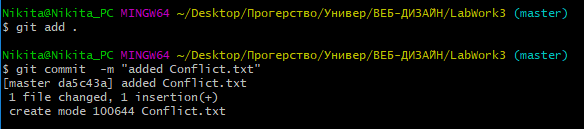 Nikita@Nikita_PC MINGW64 ~/Desktop/Прогерство/Универ/ВЕБ-ДИЗАЙН/LabWork3 (master)
$ git add .
Nikita@Nikita_PC MINGW64 ~/Desktop/Прогерство/Универ/ВЕБ-ДИЗАЙН/LabWork3 (master)
$ git commit  -m "added Conflict.txt"
[master da5c43a] added Conflict.txt
 1 file changed, 1 insertion(+)
 create mode 100644 Conflict.txt